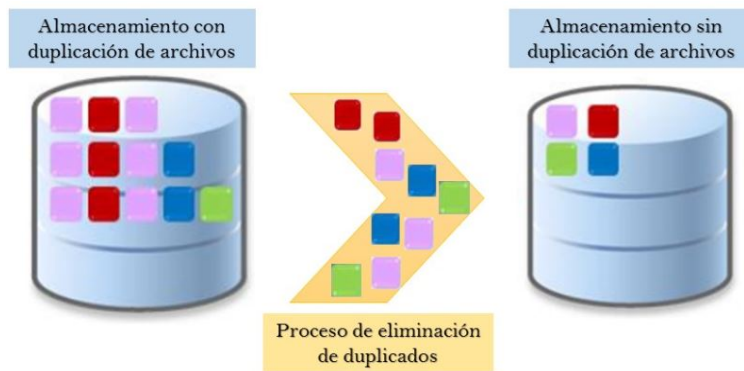 Almacenamiento con
duplicación de archivos
Almacenamiento sin
duplicación de archivos
Proceso de eliminación
de duplicados